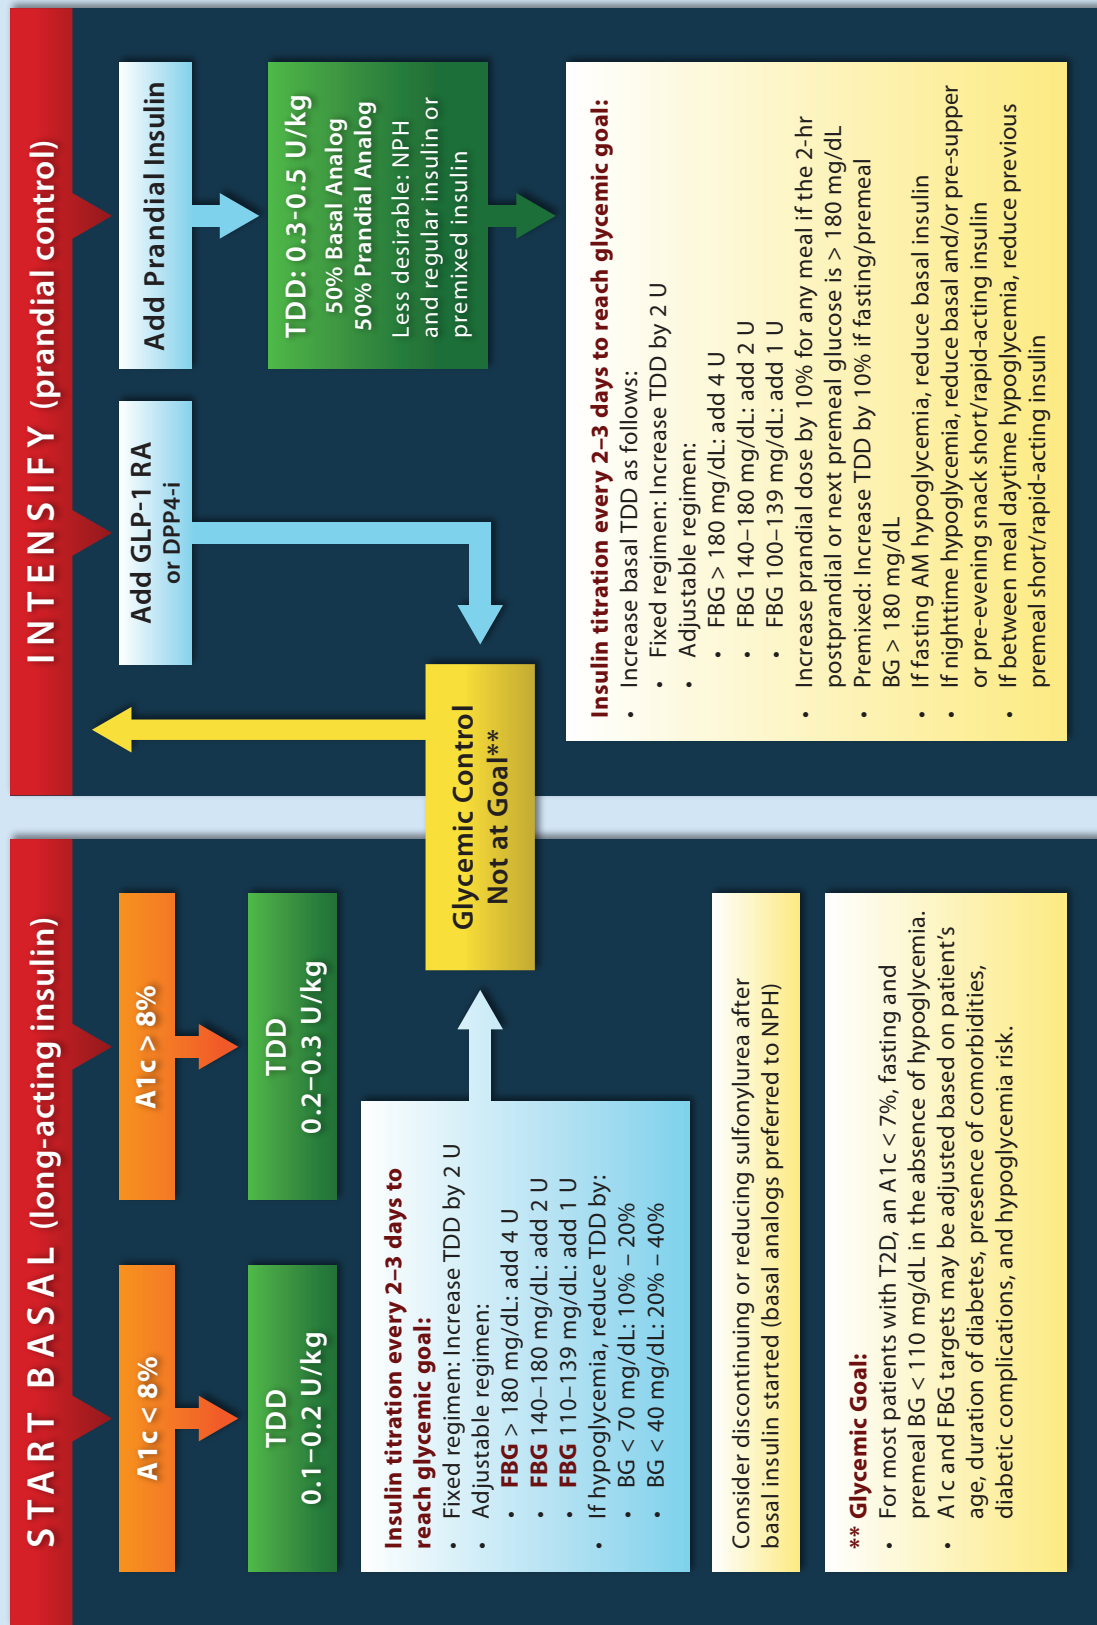 START BASAL (long-acting insulin)
A1c < 8%
A1c > 8%
TDD
0.1–0.2 U/kg
TDD
0.2–0.3 U/kg
Insulin titration every 2–3 days to
reach glycemic goal:
• Fixed regimen: Increase TDD by 2 U
• Adjustable regimen:
• FBG > 180 mg/dL: add 4 U
• FBG 140–180 mg/dL: add 2 U
• FBG 110–139 mg/dL: add 1 U
• If hypoglycemia, reduce TDD by:
• BG < 70 mg/dL: 10% – 20%
• BG < 40 mg/dL: 20% – 40%
Consider discontinuing or reducing sulfonylurea after
basal insulin started (basal analogs preferred to NPH)
** Glycemic Goal:
• For most patients with T2D, an A1c < 7%, fasting and
premeal BG < 110 mg/dL in the absence of hypoglycemia.
• A1c and FBG targets may be adjusted based on patient’s
age, duration of diabetes, presence of comorbidities,
diabetic complications, and hypoglycemia risk.
Glycemic Control
Not at Goal**
INTENSIFY (prandial control)
Add GLP-1 RA
or DPP4-i
Add Prandial Insulin
TDD: 0.3-0.5 U/kg
50% Basal Analog
50% Prandial Analog
Less desirable: NPH
and regular insulin or
premixed insulin
Insulin titration every 2–3 days to reach glycemic goal:
• Increase basal TDD as follows:
• Fixed regimen: Increase TDD by 2 U
• Adjustable regimen:
• FBG > 180 mg/dL: add 4 U
• FBG 140–180 mg/dL: add 2 U
• FBG 100–139 mg/dL: add 1 U
• Increase prandial dose by 10% for any meal if the 2-hr
postprandial or next premeal glucose is > 180 mg/dL
• Premixed: Increase TDD by 10% if fasting/premeal
BG > 180 mg/dL
• If fasting AM hypoglycemia, reduce basal insulin
• If nighttime hypoglycemia, reduce basal and/or pre-supper
or pre-evening snack short/rapid-acting insulin
• If between meal daytime hypoglycemia, reduce previous
premeal short/rapid-acting insulin